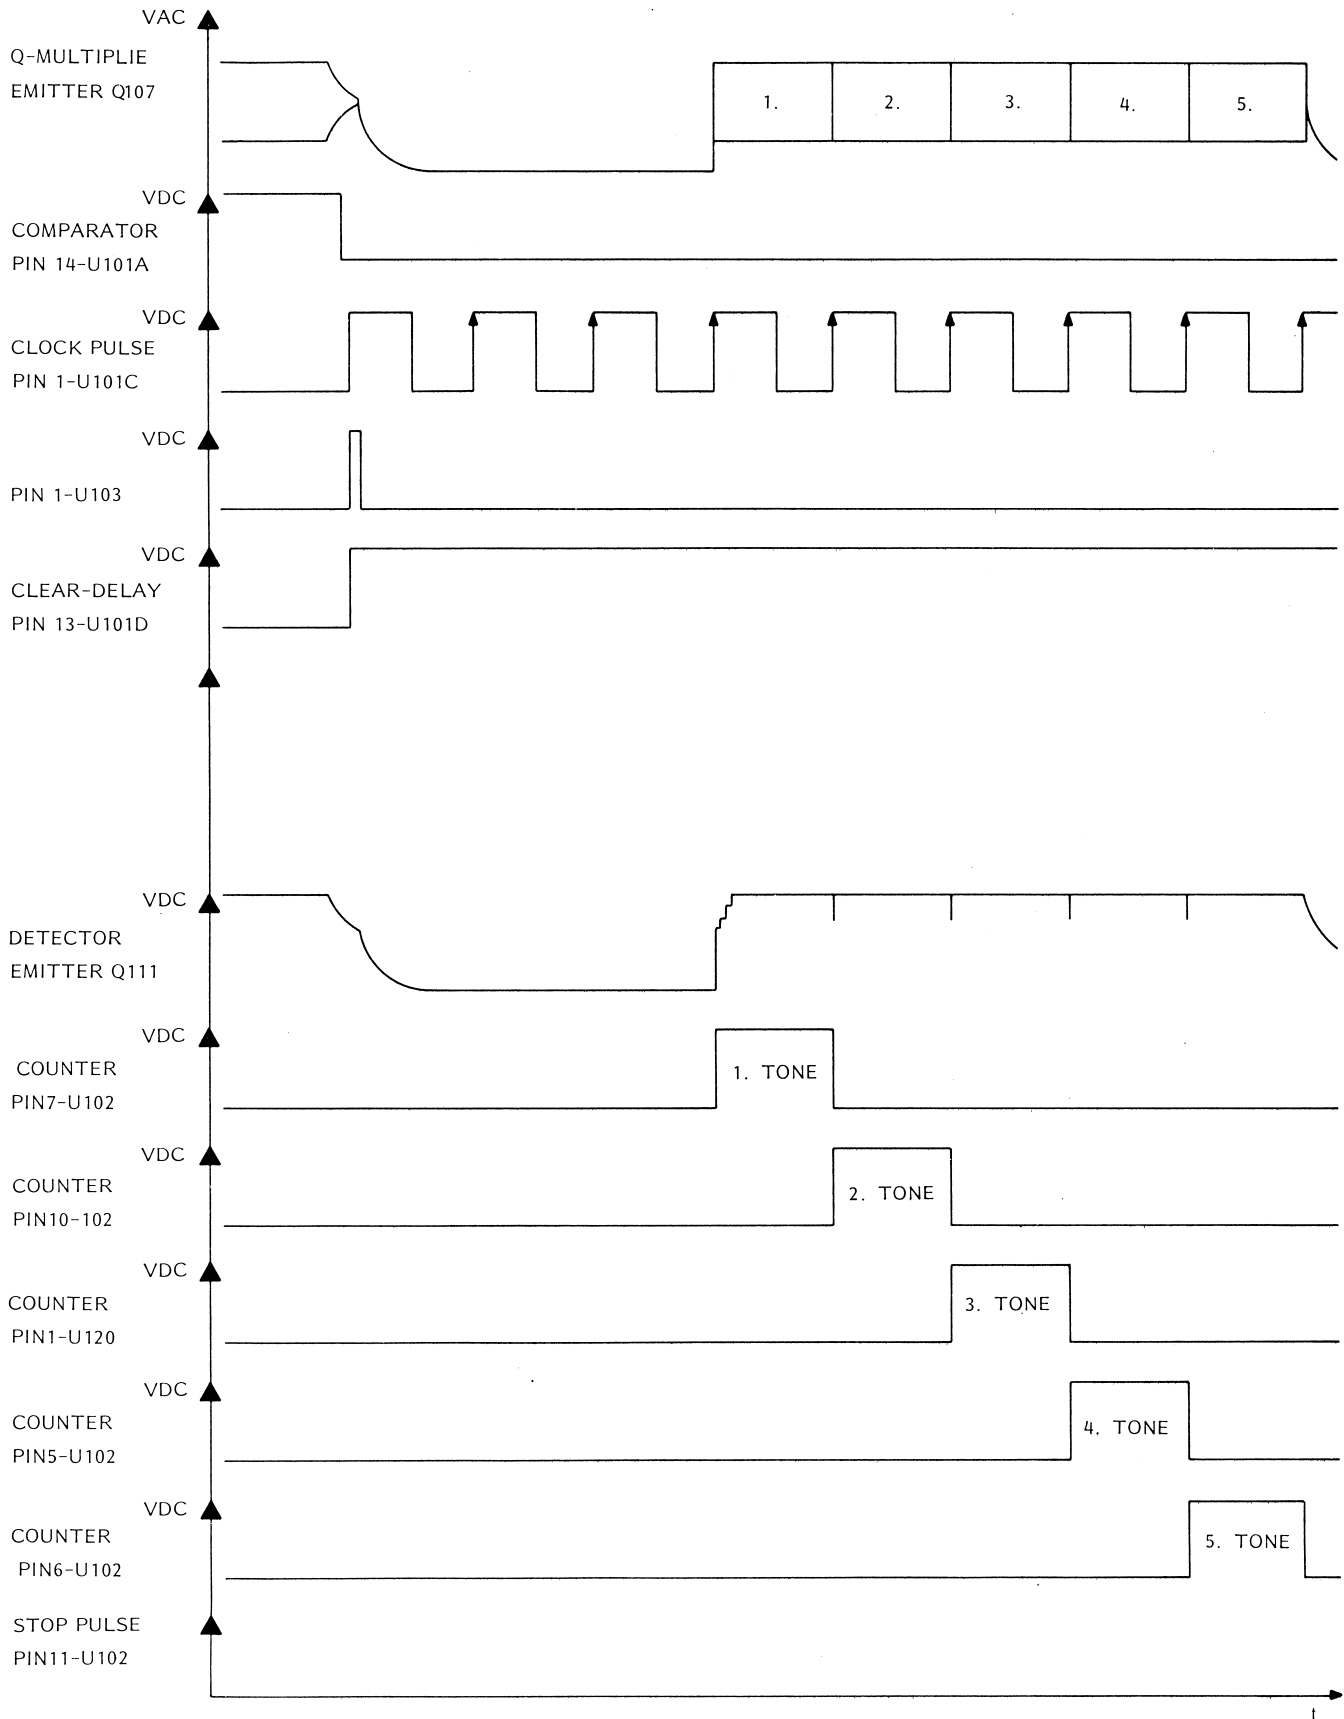 VAC
Q-MULTIPLIE
EMITTER Q107
1. 2. 3. 4. 5.
VDC
COMPARATOR
PIN 14-U101A
VDC
CLOCK PULSE
PIN 1-U101C
VDC
PIN 1-U103
VDC
CLEAR-DELAY
PIN 13-U101D
VDC
DETECTOR
EMITTER Q111
VDC
COUNTER
PIN7-U102
1. TONE
VDC
COUNTER
PIN10-102
2. TONE
VDC
COUNTER
PIN1-U120
3. TONE
VDC
COUNTER
PIN5-U102
4. TONE
VDC
COUNTER
PIN6-U102
5. TONE
STOP PULSE
PIN11-U102
t